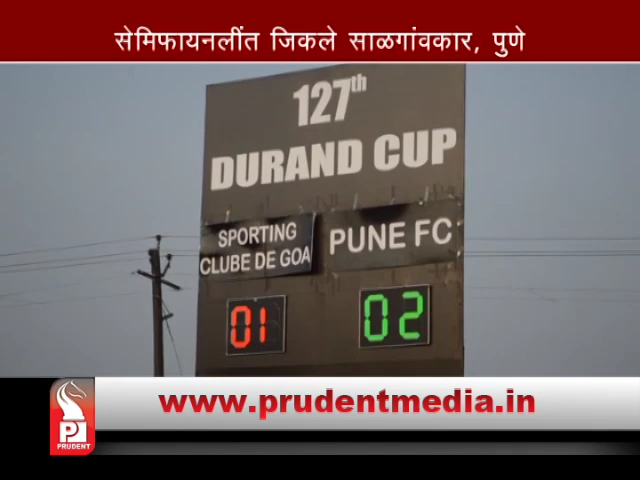 सेमिफायनलींत जिकले साळगांवकार, पुणे
127th
DURAND CUP
SPORTING
CLUBE DE GOA
PUNE FC
01
02
www.prudentmedia.in
PRUDENT